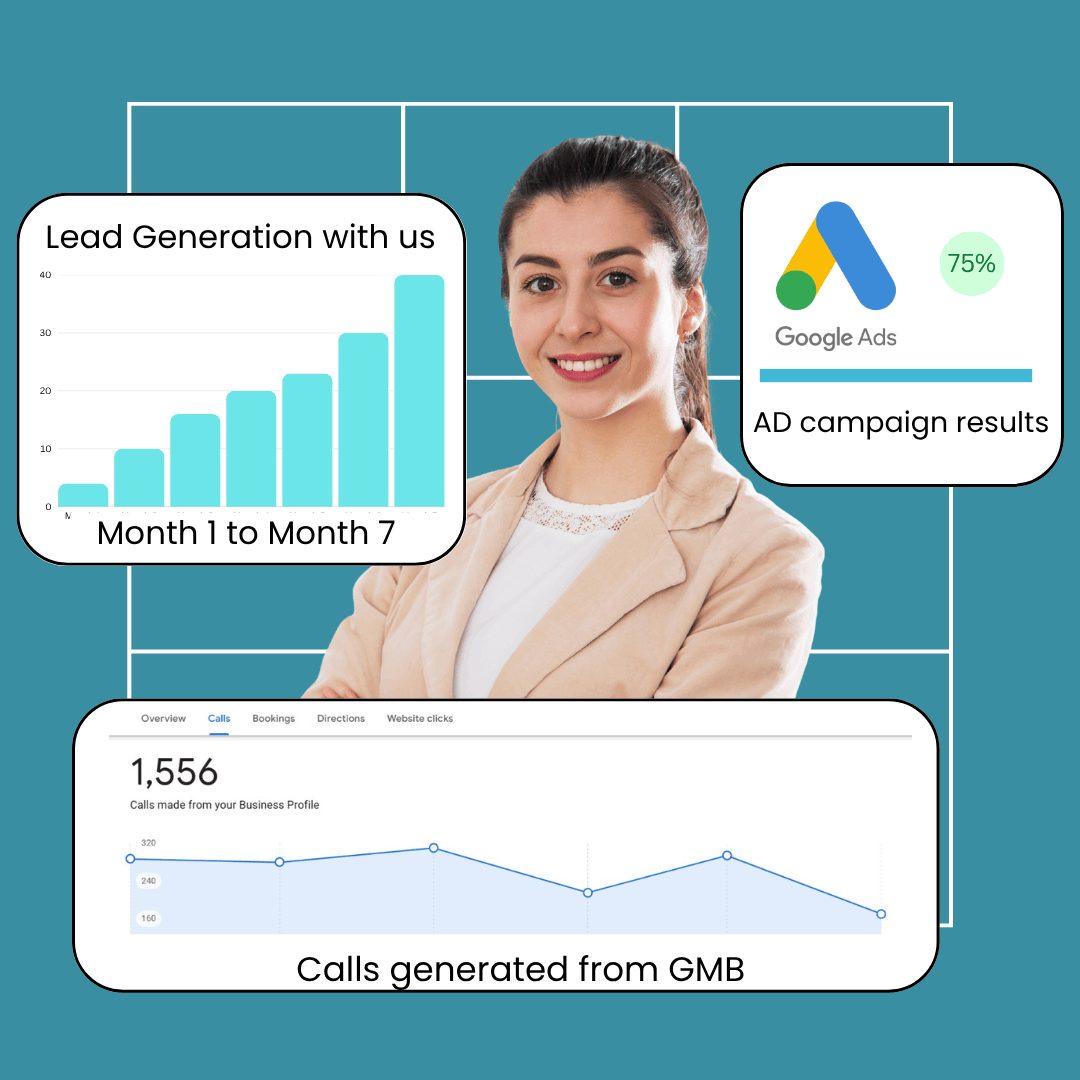 Lead Generation with us
40
30
20
10
0
M
Month 1 to Month 7
Google Ads
75%
AD campaign results
Overview Calls Bookings Directions Website clicks
1,556
Calls made from your Business Profile
320
240
160
Calls generated from GMB